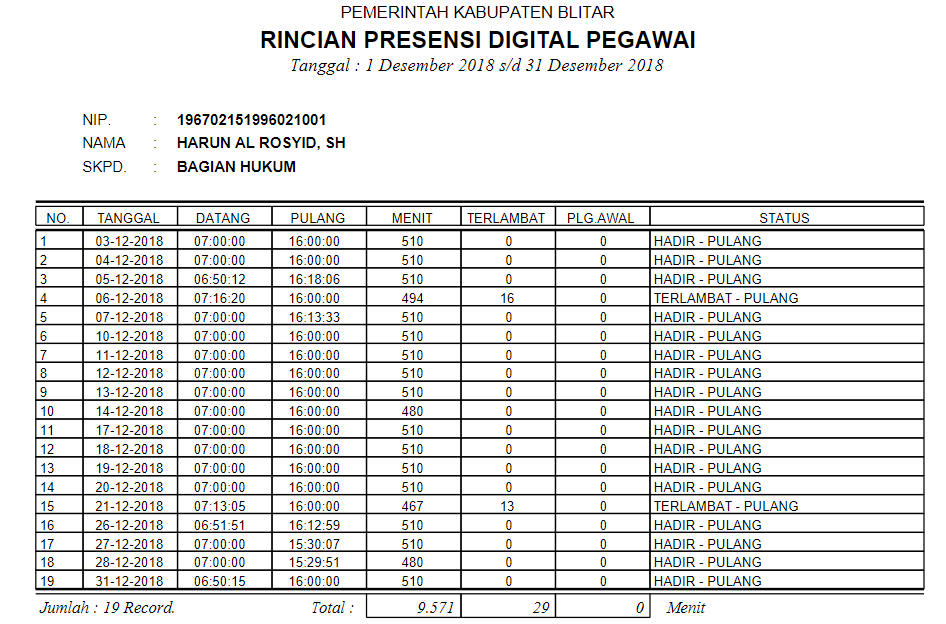 PEMERINTAH KABUPATEN BLITAR
RINCIAN PRESENSI DIGITAL PEGAWAI
Tanggal : 1 Desember 2018 s/d 31 Desember 2018
NIP. : 196702151996021001
NAMA : HARUN AL ROSYID, SH
SKPD. : BAGIAN HUKUM
NO. TANGGAL DATANG PULANG MENIT TERLAMBAT PLG.AWAL STATUS
1 03-12-2018 07:00:00 16:00:00 510 0 0 HADIR - PULANG
2 04-12-2018 07:00:00 16:00:00 510 0 0 HADIR - PULANG
3 05-12-2018 06:50:12 16:18:06 510 0 0 HADIR - PULANG
4 06-12-2018 07:16:20 16:00:00 494 16 0 TERLAMBAT - PULANG
5 07-12-2018 07:00:00 16:13:33 510 0 0 HADIR - PULANG
6 10-12-2018 07:00:00 16:00:00 510 0 0 HADIR - PULANG
7 11-12-2018 07:00:00 16:00:00 510 0 0 HADIR - PULANG
8 12-12-2018 07:00:00 16:00:00 510 0 0 HADIR - PULANG
9 13-12-2018 07:00:00 16:00:00 510 0 0 HADIR - PULANG
10 14-12-2018 07:00:00 16:00:00 480 0 0 HADIR - PULANG
11 17-12-2018 07:00:00 16:00:00 510 0 0 HADIR - PULANG
12 18-12-2018 07:00:00 16:00:00 510 0 0 HADIR - PULANG
13 19-12-2018 07:00:00 16:00:00 510 0 0 HADIR - PULANG
14 20-12-2018 07:00:00 16:00:00 510 0 0 HADIR - PULANG
15 21-12-2018 07:13:05 16:00:00 467 13 0 TERLAMBAT - PULANG
16 26-12-2018 06:51:51 16:12:59 510 0 0 HADIR - PULANG
17 27-12-2018 07:00:00 15:30:07 510 0 0 HADIR - PULANG
18 28-12-2018 07:00:00 15:29:51 480 0 0 HADIR - PULANG
19 31-12-2018 06:50:15 16:00:00 510 0 0 HADIR - PULANG
Jumlah : 19 Record. Total : 9.571 29 0 Menit